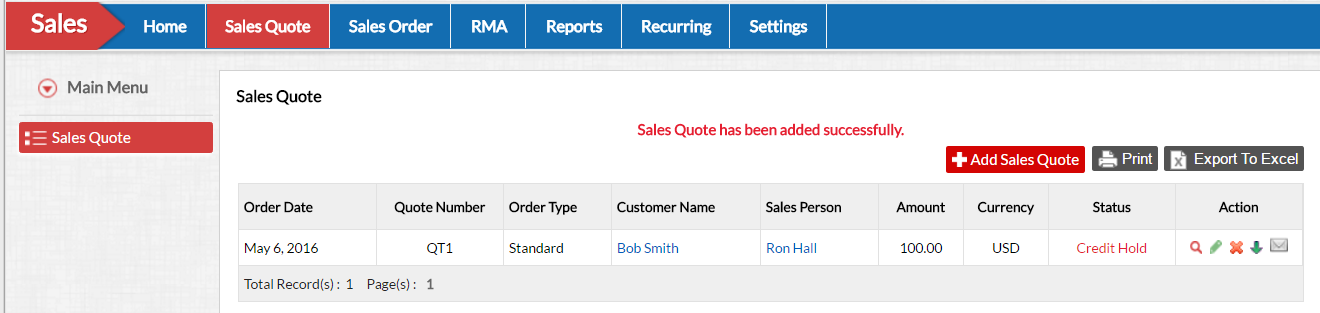 Sales Home Sales Quote Sales Order RMA Reports Recurring Settings
Main Menu
Sales Quote
Sales Quote
Sales Quote has been added successfully.
Add Sales Quote Print Export To Excel
Order Date Quote Number Order Type Customer Name Sales Person Amount Currency Status Action
May 6, 2016 QT1 Standard Bob Smith Ron Hall 100.00 USD Credit Hold
Total Record(s) : 1 Page(s) : 1